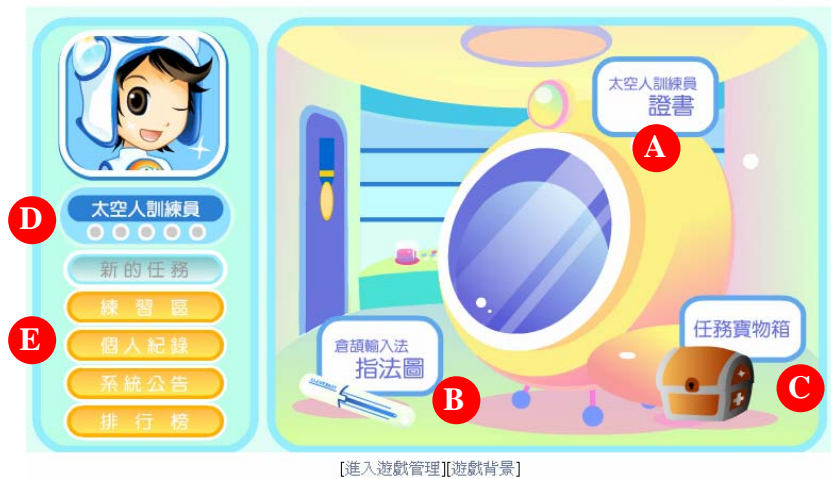 太空人訓練員
證書
A
D
太空人訓練員
新的任務
練習區
E
個人紀錄
系統公告
排行榜
倉頡輸入法
指法圖
B
任務寶物箱
C
[進入遊戲管理][遊戲背景]